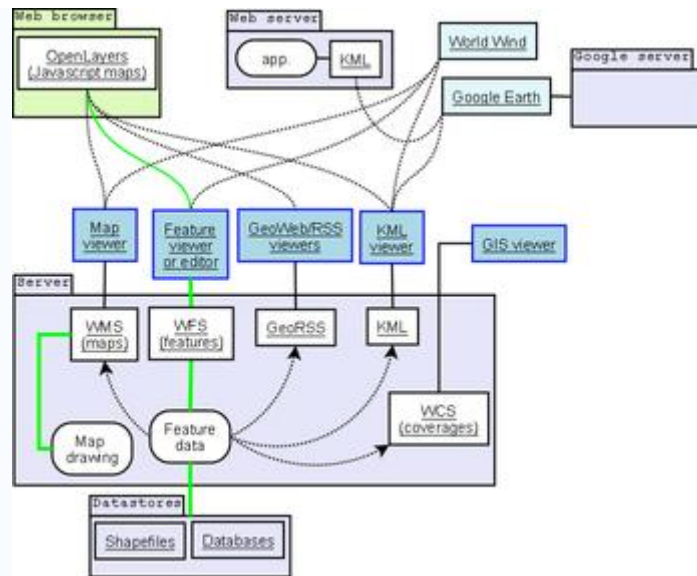 Web browser
OpenLayers
(Javascript maps)
Web server
app.
KML
World Wind
Google Earth
Google server
Map
viewer
Feature
viewer
or editor
GeoWeb/RSS
viewers
KML
viewer
GIS viewer
Server
WMS
(maps)
WFS
(features)
GeoRSS
KML
WCS
(coverages)
Map
drawing
Feature
data
Datastores
Shapefiles
Databases